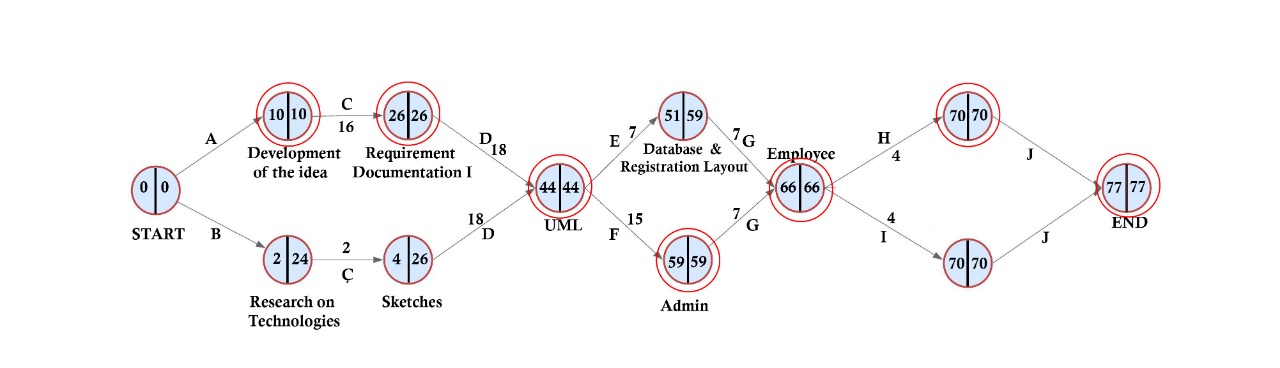 A
B
0 0
START
10 10
Development
of the idea
C
16
26 26
Requirement
Documentation I
D
18
2 24
Research on
Technologies
2
Ç
4 26
Sketches
18
D
44 44
UML
E
7
51 59
Database &
Registration Layout
7
G
15
F
59 59
Admin
7
G
Employee
66 66
H
4
4
I
70 70
70 70
J
J
77 77
END